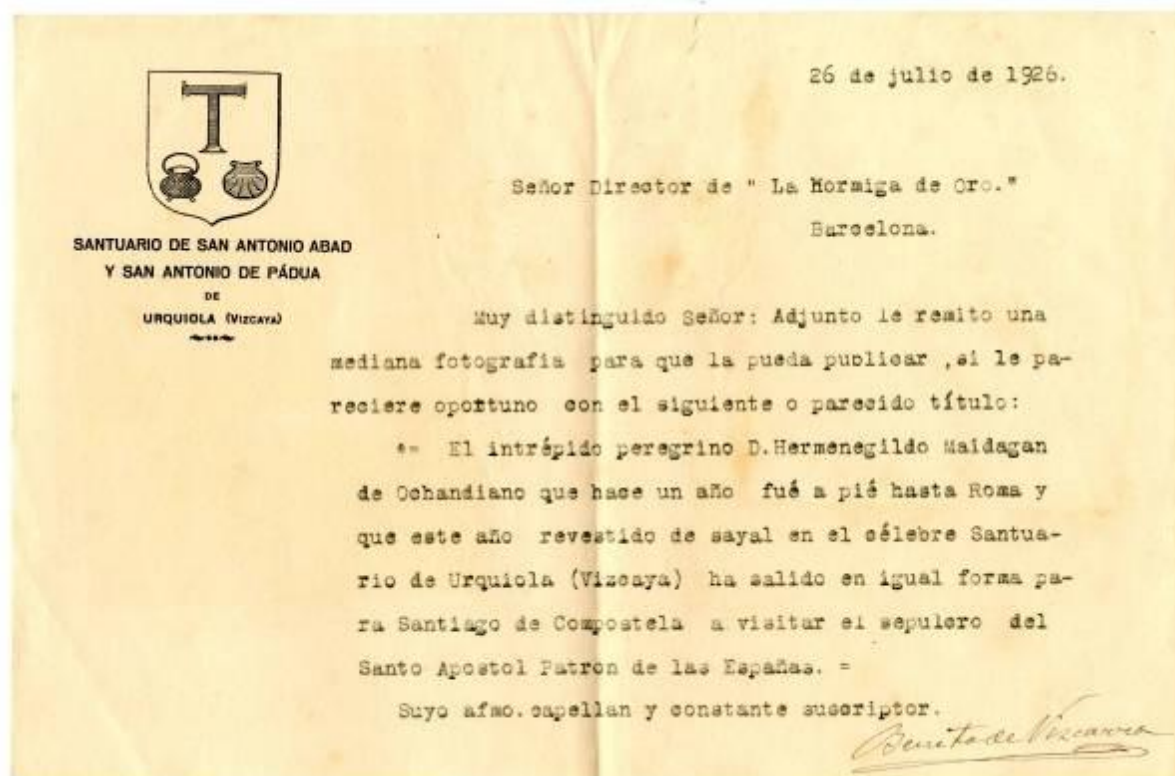 T
SANTUARIO DE SAN ANTONIO ABAD
Y SAN ANTONIO DE PÁDUA
DE
URQUIOLA (VIZCAYA)
26 de julio de 1926.
Señor Director de " La Hormiga de Oro."
Barcelona.
Muy distinguido Señor: Adjunto le remito una
mediana fotografia para que la pueda publicar ,si le pa-
reciere oportuno con el siguiente o parecido título:
*= El intrépido peregrino D.Hermenegildo Maidagan
de Ochandiano que hace un año fué a pié hasta Roma y
que este año revestido de sayal en el célebre Santua-
rio de Urquiola (Vizcaya) ha salido en igual forma pa-
ra Santiago de Compostela a visitar el sepulcro del
Santo Apostol Patron de las Españas. =
Suyo afmo.capellan y constante suscriptor.
Benito de Vizcarra